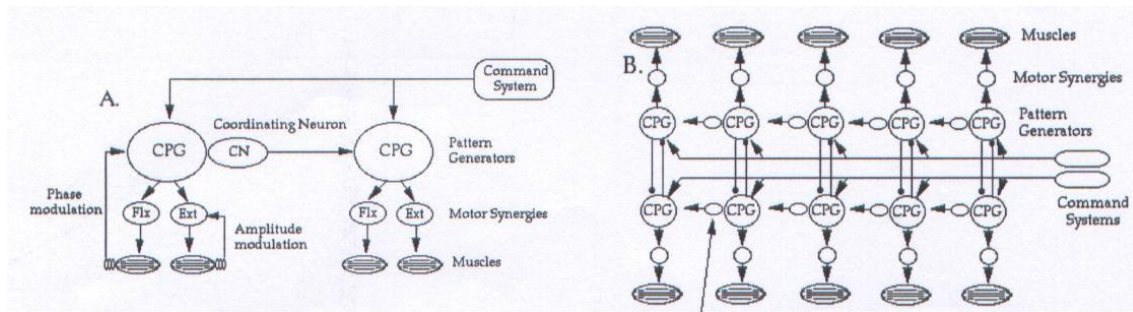 A.
Command
System
Coordinating Neuron
CPG
CN
CPG
Pattern
Generators
Phase
modulation
Flx
Ext
Flx
Ext
Motor Synergies
Amplitude
modulation
Muscles
B.
Muscles
Motor Synergies
CPG
CPG
CPG
CPG
CPG
Pattern
Generators
CPG
CPG
CPG
CPG
CPG
Command
Systems